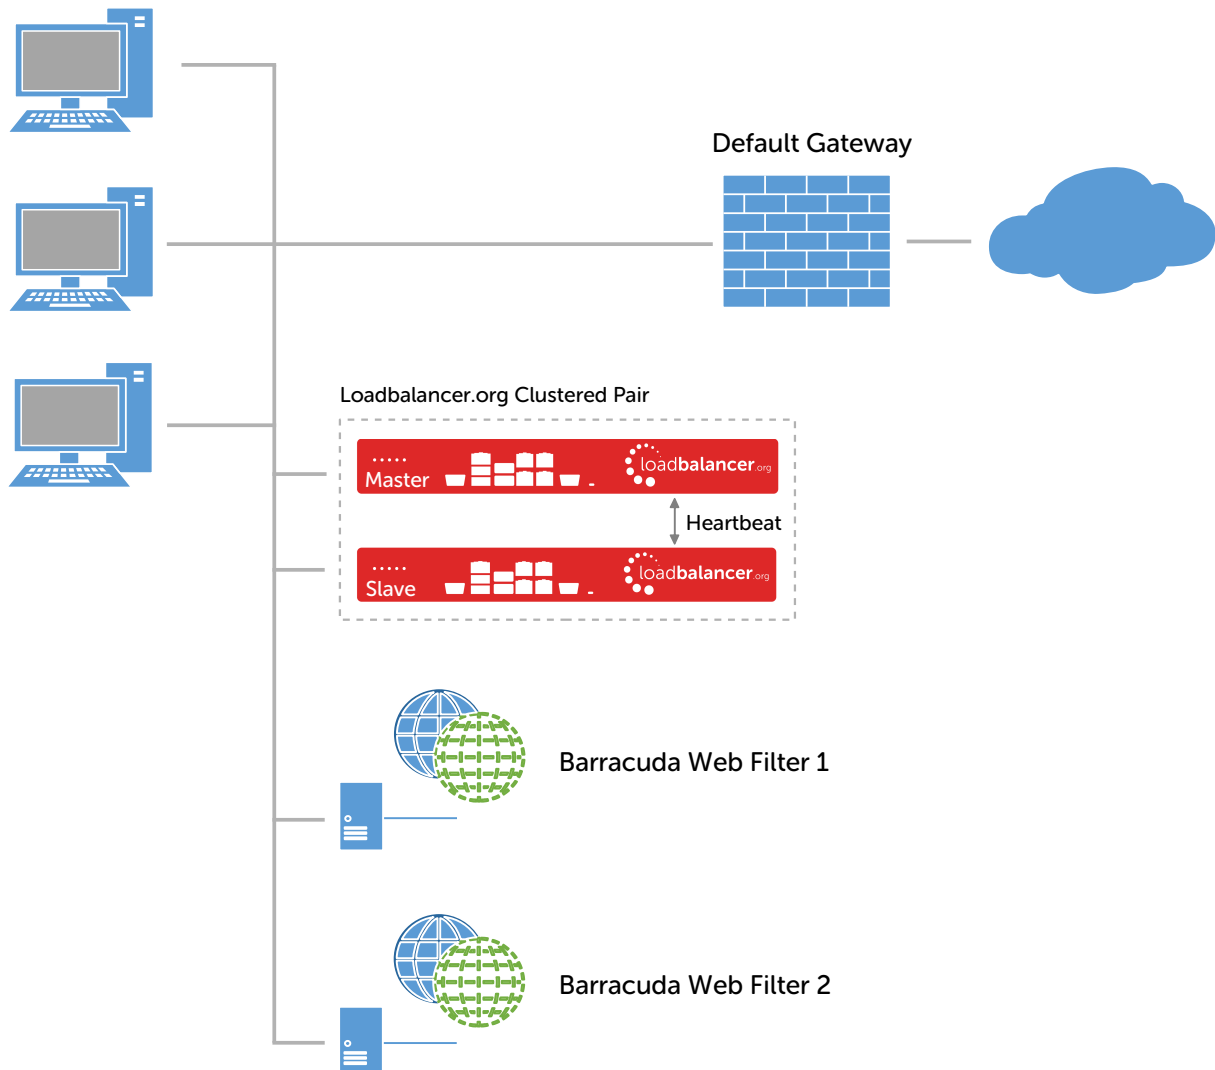 Default Gateway
Loadbalancer.org Clustered Pair
Master
loadbalancer.org
Heartbeat
Slave
loadbalancer.org
Barracuda Web Filter 1
Barracuda Web Filter 2